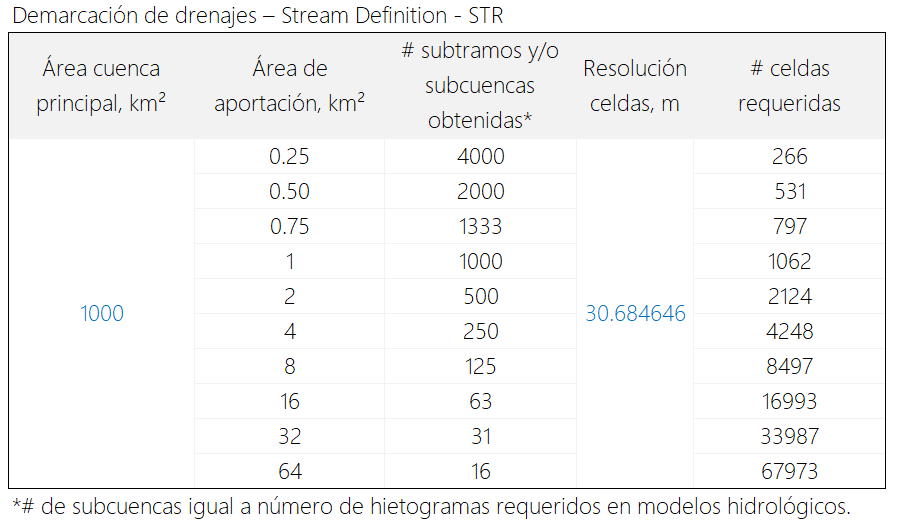 Demarcación de drenajes – Stream Definition - STR
Área cuenca principal, km² Área de aportación, km² # subtramos y/o subcuencas obtenidas* Resolución celdas, m # celdas requeridas
0.25 4000 266
0.50 2000 531
0.75 1333 797
1 1000 1062
2 500 2124
1000 30.684646
4 250 4248
8 125 8497
16 63 16993
32 31 33987
64 16 67973
*# de subcuencas igual a número de hietogramas requeridos en modelos hidrológicos.